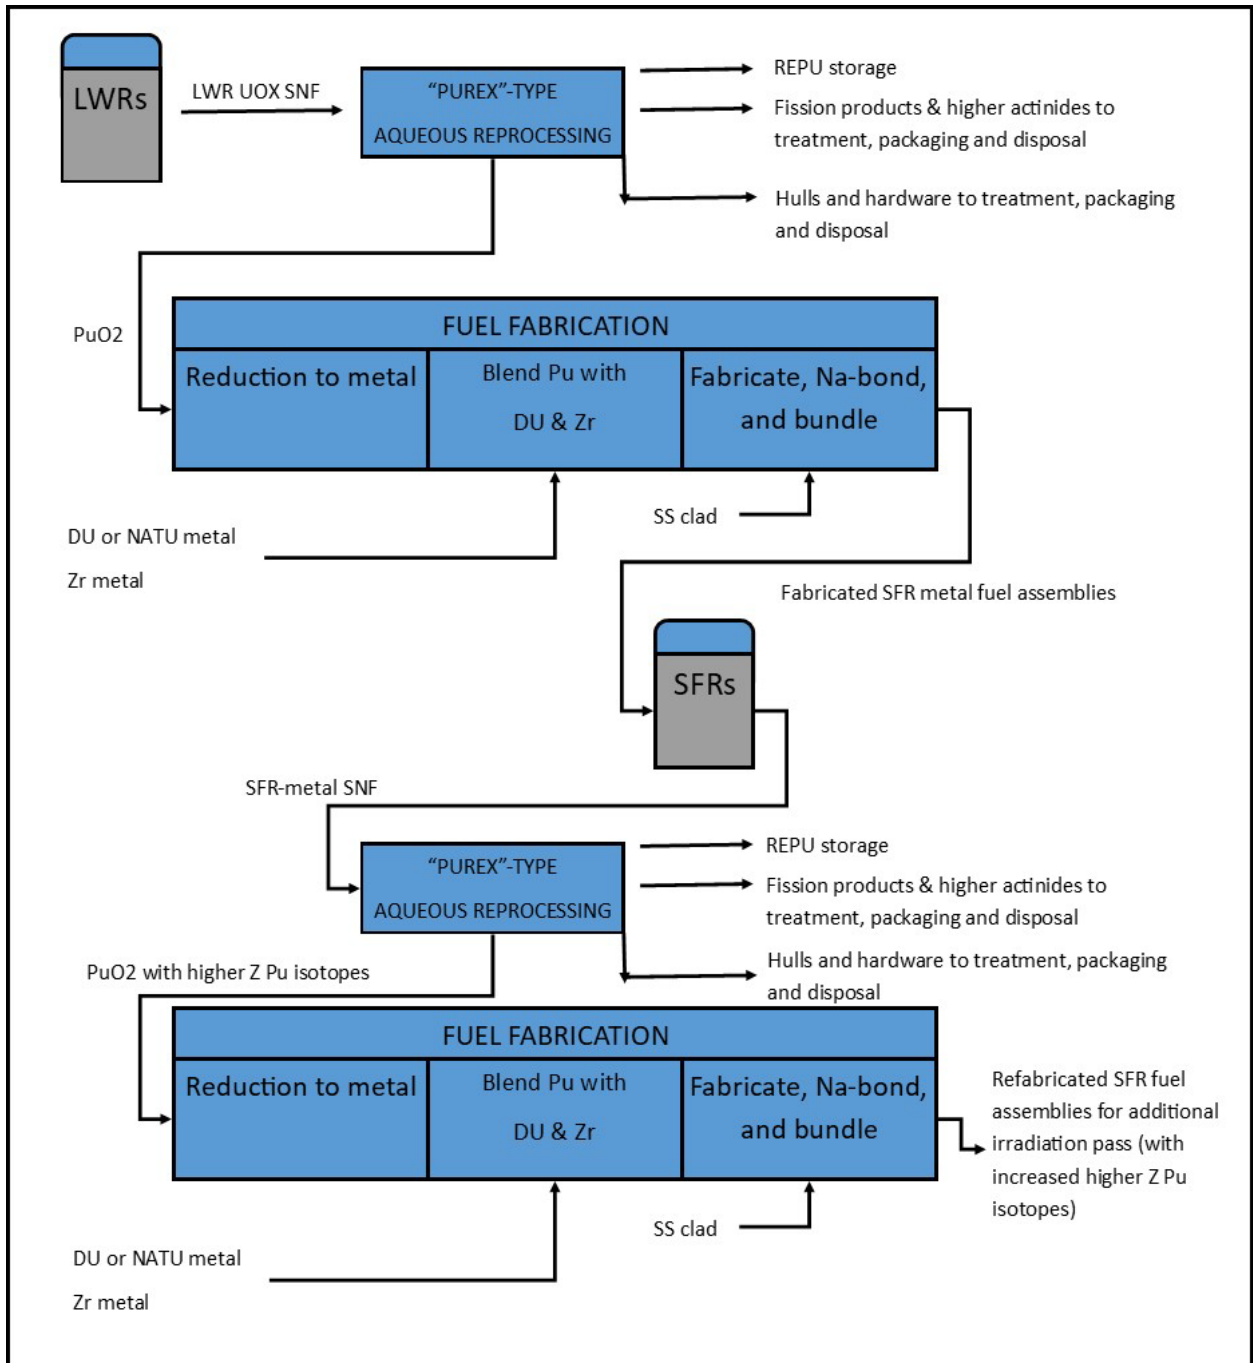 LWRs
LWR UOX SNF
“PUREX”-TYPE
AQUEOUS REPROCESSING
REPU storage
Fission products & higher actinides to
treatment, packaging and disposal
Hulls and hardware to treatment, packaging
and disposal
PuO2
FUEL FABRICATION
Reduction to metal
Blend Pu with
DU & Zr
Fabricate, Na-bond,
and bundle
SS clad
DU or NATU metal
Zr metal
Fabricated SFR metal fuel assemblies
SFRs
SFR-metal SNF
“PUREX”-TYPE
AQUEOUS REPROCESSING
REPU storage
Fission products & higher actinides to
treatment, packaging and disposal
Hulls and hardware to treatment, packaging
and disposal
PuO2 with higher Z Pu isotopes
FUEL FABRICATION
Reduction to metal
Blend Pu with
DU & Zr
Fabricate, Na-bond,
and bundle
Refabricated SFR fuel
assemblies for additional
irradiation pass (with
increased higher Z Pu
isotopes)
SS clad
DU or NATU metal
Zr metal